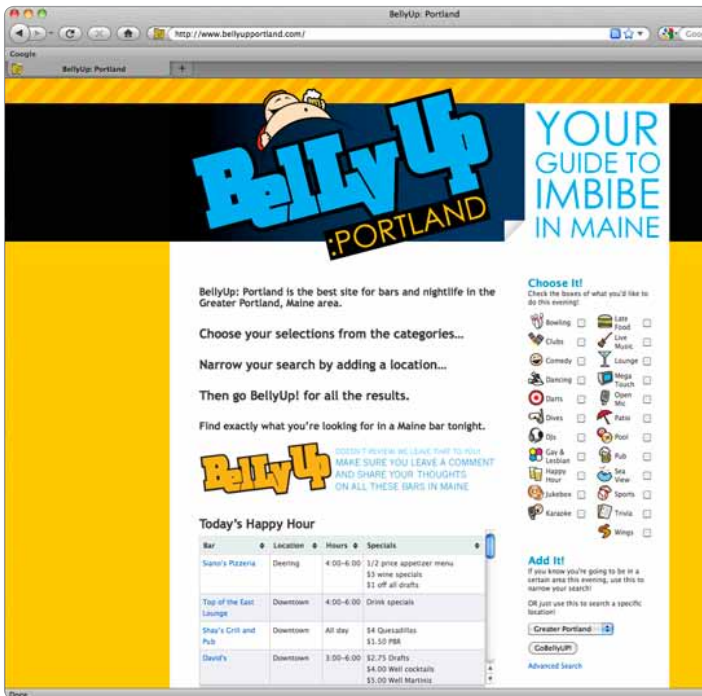 BellyUp: Portland
http://www.bellyupportland.com/
Goo
Google
BellyUp: Portland
BellyUp
:PORTLAND
YOUR
GUIDE TO
IMBIBE
IN MAINE
BellyUp: Portland is the best site for bars and nightlife in the
Greater Portland, Maine area.
Choose your selections from the categories...
Narrow your search by adding a location...
Then go BellyUp! for all the results.
Find exactly what you're looking for in a Maine bar tonight.
BellyUp
DOESN'T REVIEW WE LEAVE THAT TO YOU!
MAKE SURE YOU LEAVE A COMMENT
AND SHARE YOUR THOUGHTS
ON ALL THESE BARS IN MAINE
Today's Happy Hour
Bar Location Hours Specials
Siano's Pizzeria Deering 4:00-6:00 1/2 price appetizer menu
$3 wine specials
$1 off all drafts
Top of the East Downtown 4:00-6:00 Drink specials
Lounge
Shay's Grill and Downtown All day $4 Quesadillas
Pub $1.50 PBR
David's Downtown 3:00-6:00 $2.75 Drafts
$4.00 Well cocktails
$5.00 Well Martinis
Choose It!
Check the boxes of what you'd like to
do this evening!
Bowling
Clubs
Comedy
Dancing
Darts
Dives
DJs
Gay &
Lesbian
Happy
Hour
Jukebox
Karaoke
Late
Food
Live
Music
Lounge
Mega
Touch
Open
Mic
Patio
Pool
Pub
Sea
View
Sports
Trivia
Wings
Add It!
If you know you're going to be in a
certain area this evening, use this to
narrow your search!
OR just use this to search a specific
location!
Greater Portland
GoBellyUP!
Advanced Search
Done